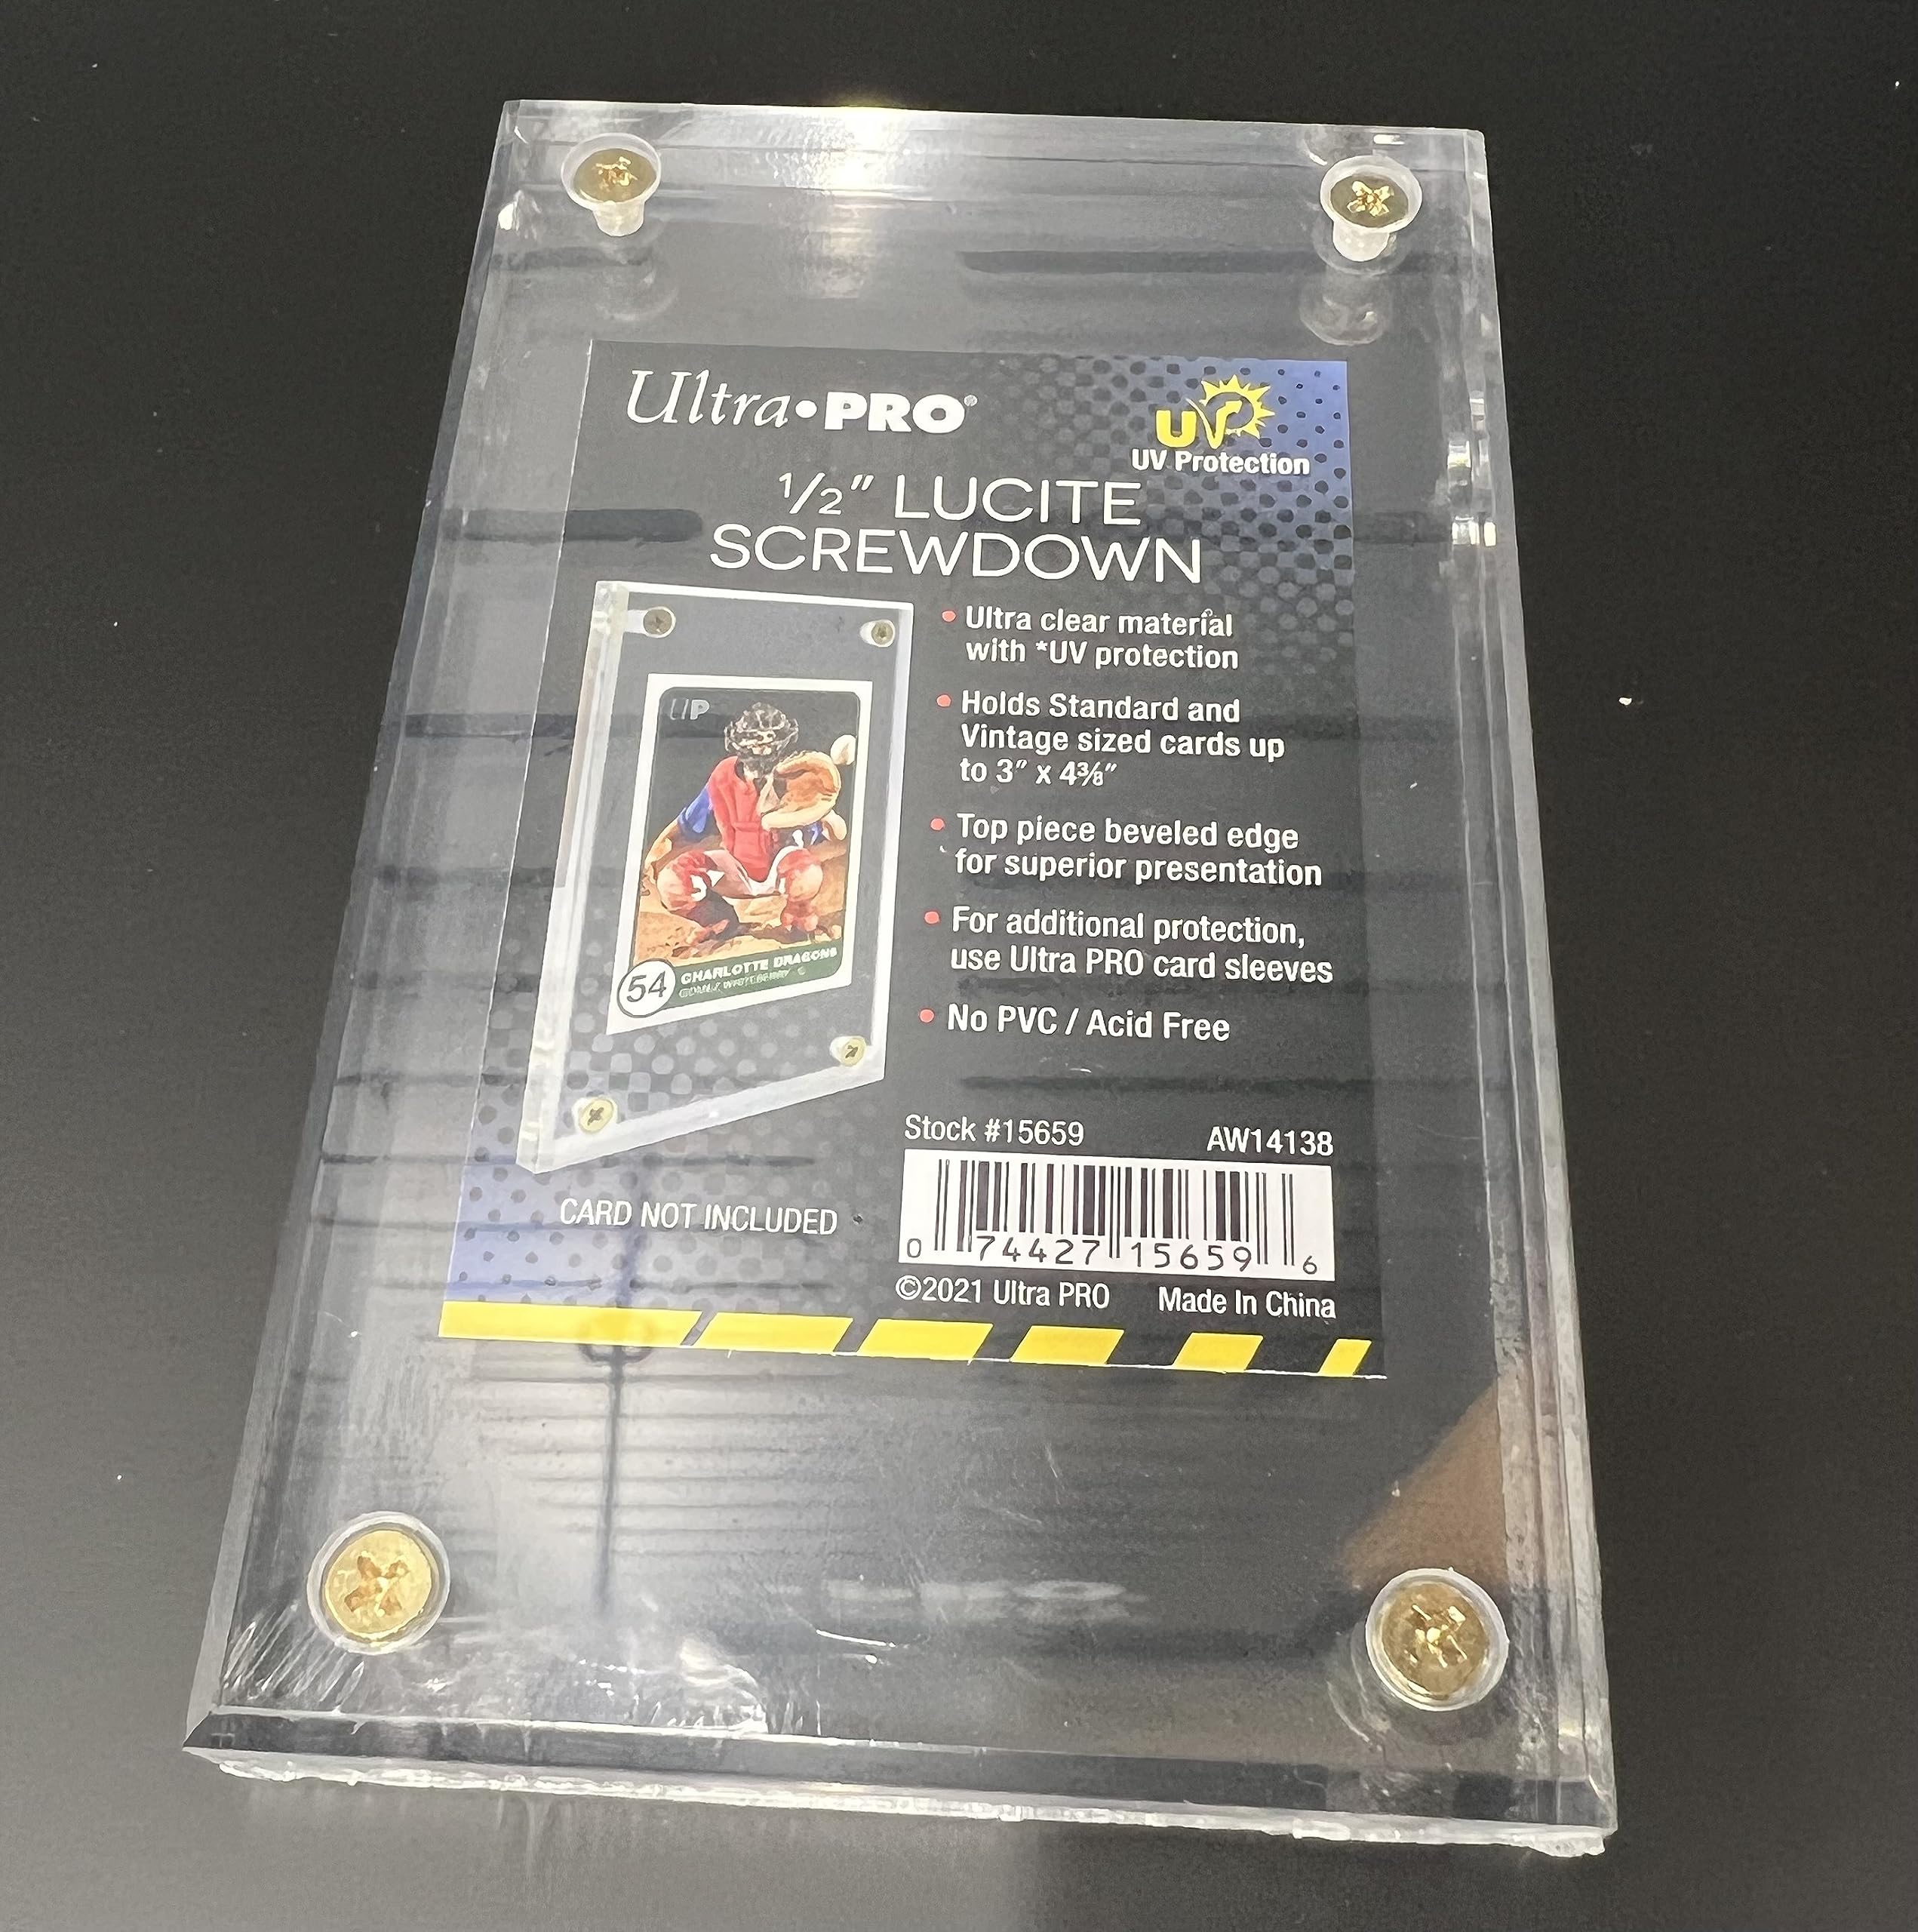 Ultra•PRO®
UV
UV Protection
1/2" LUCITE
SCREWDOWN
• Ultra clear material
with *UV protection
• Holds Standard and
Vintage sized cards up
to 3" x 4⅜"
• Top piece beveled edge
for superior presentation
• For additional protection,
use Ultra PRO card sleeves
• No PVC / Acid Free
UP
54
CHARLOTTE DRAGONS
Stock #15659 AW14138
CARD NOT INCLUDED
0 74427 15659 6
©2021 Ultra PRO Made In China